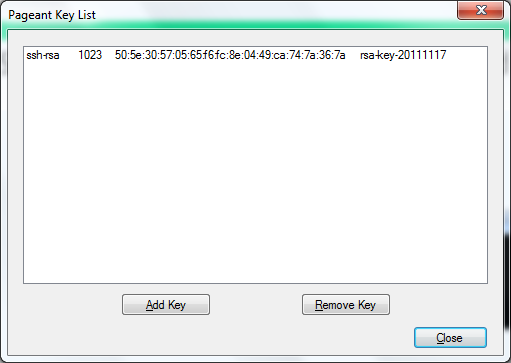 Pageant Key List
ssh-rsa 1023 50:5e:30:57:05:65:f6:fc:8e:04:49:ca:74:7a:36:7a rsa-key-20111117
Add Key Remove Key
Close